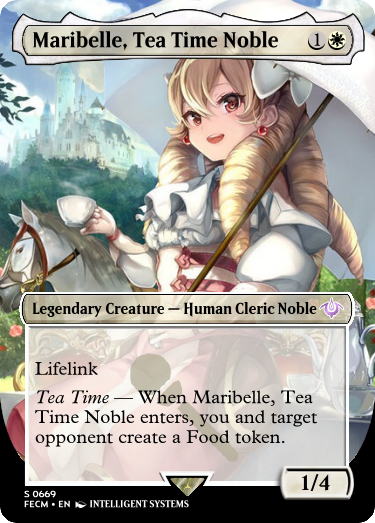 Maribelle, Tea Time Noble 1
Legendary Creature — Human Cleric Noble
Lifelink
Tea Time — When Maribelle, Tea
Time Noble enters, you and target
opponent create a Food token.
1/4
S 0669
FECM • EN INTELLIGENT SYSTEMS